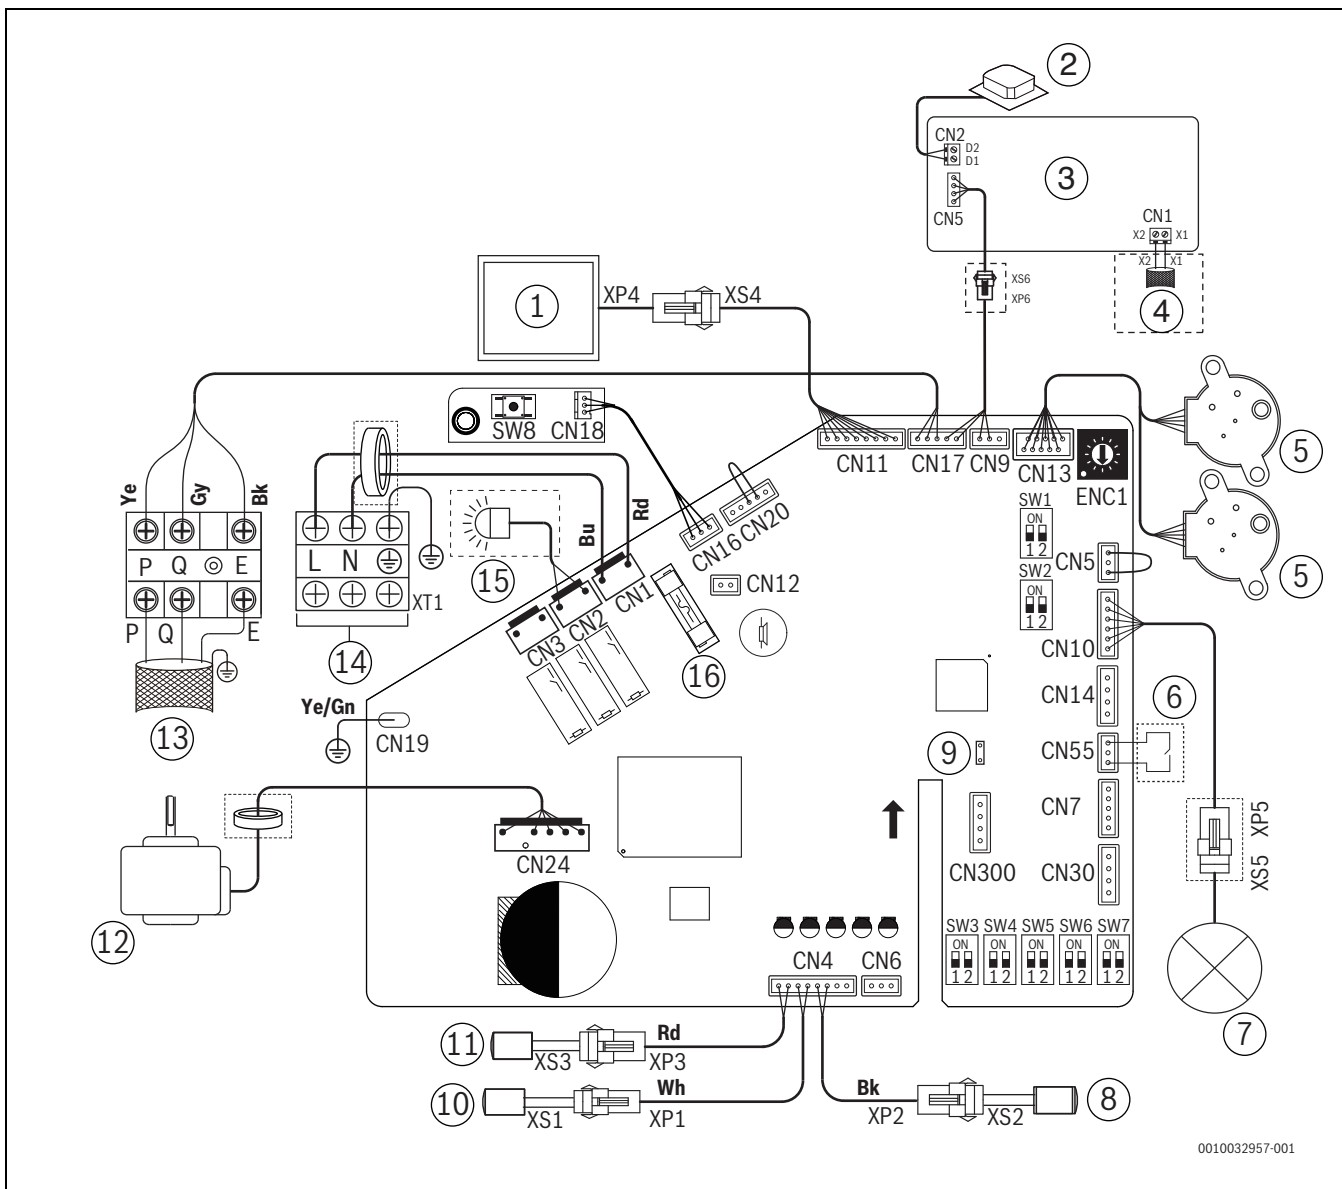 2
CN2
D2
D1
3
CN5
CN1
X2 X1
X2 X1
4
XS6
XP6
1
XP4
XS4
SW8
CN18
CN11
CN17
CN9
CN13
ENC1
5
5
Ye
Gy
Bk
P Q E
P Q E
13
L N
XT1
14
15
Bu
Rd
CN16
CN20
CN1
CN2
CN3
CN12
16
SW1
ON
1 2
SW2
ON
1 2
CN5
CN10
CN14
6
CN55
9
CN7
CN300
CN30
XP5
XS5
7
Ye/Gn
CN19
CN24
12
CN4
CN6
SW3 SW4 SW5 SW6 SW7
ON ON ON ON ON
1 2 1 2 1 2 1 2 1 2
11
XS3
Rd
XP3
10
XS1
Wh
XP1
Bk
XP2
XS2
8
0010032957-001